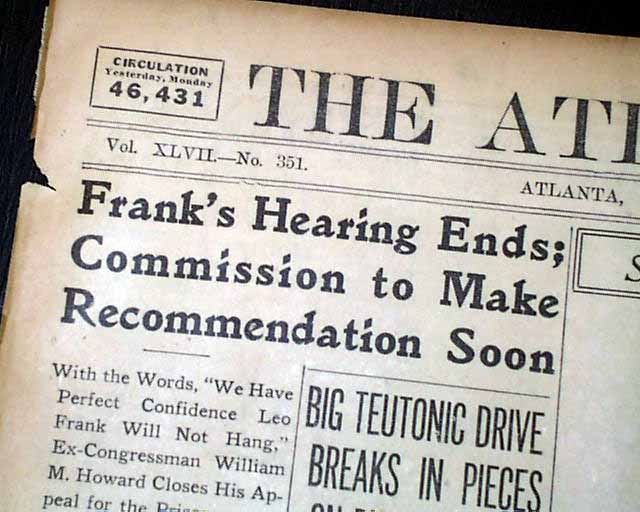 CIRCULATION
Yesterday, Monday
46,431
THE ATL
Vol. XLVII.—No. 351.
ATLANTA,
Frank's Hearing Ends;
Commission to Make
Recommendation Soon
With the Words, "We Have
Perfect Confidence Leo
Frank Will Not Hang,"
Ex-Congressman William
M. Howard Closes His Ap-
peal for the
BIG TEUTONIC DRIVE
BREAKS IN PIECES
S